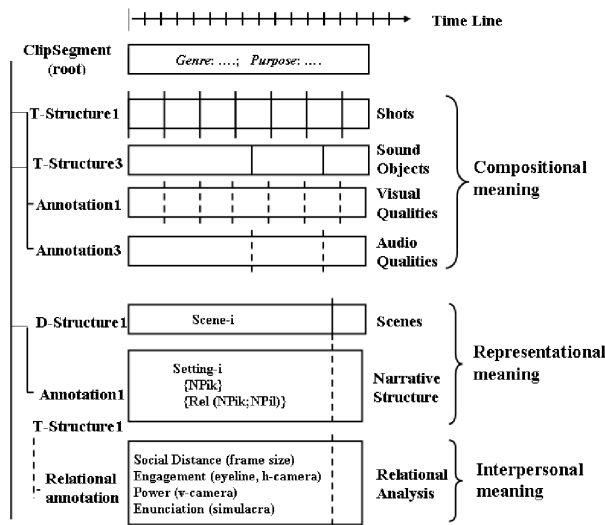 Time Line
ClipSegment
(root)
Genre: ….; Purpose: ….
T-Structure1
Shots
T-Structure3
Sound
Objects
Compositional
meaning
Annotation1
Visual
Qualities
Annotation3
Audio
Qualities
D-Structure1
Scene-i
Scenes
Representational
meaning
Annotation1
Setting-i
{NPik}
{Rel (NPik;NPil)}
Narrative
Structure
T-Structure1
Relational
annotation
Social Distance (frame size)
Engagement (eyeline, h-camera)
Power (v-camera)
Enunciation (simulacra)
Relational
Analysis
Interpersonal
meaning